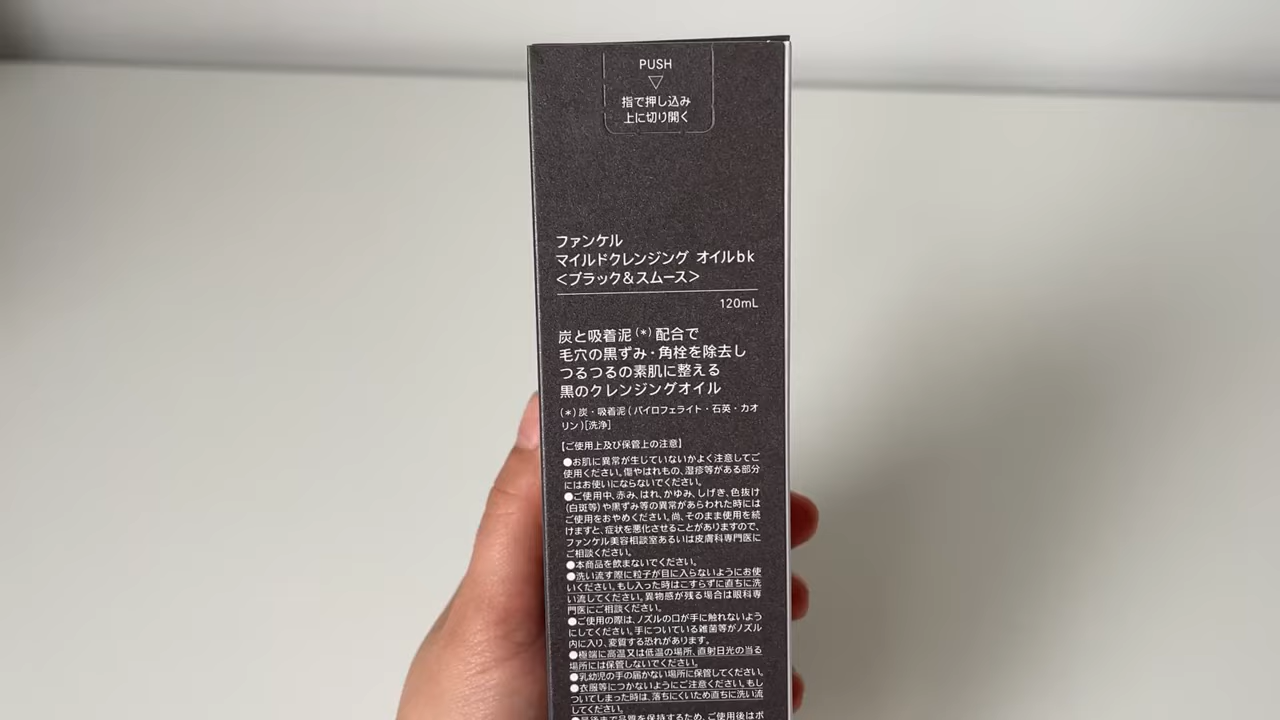 PUSH
指で押し込み
上に切り開く
ファンケル
マイルドクレンジング オイルbk
<ブラック&スムース>
120mL
炭と吸着泥(*)配合で
毛穴の黒ずみ・角栓を除去し
つるつるの素肌に整える
黒のクレンジングオイル
(*)炭・吸着泥(パイロフェライト・石英・カオ
リン)[洗浄]
【ご使用上及び保管上の注意】
●お肌に異常が生じていないかよく注意してご
使用ください。傷やはれもの、湿疹等がある部分
にはお使いにならないでください。
●ご使用中、赤み、はれ、かゆみ、しげき、色抜け
(白斑等)や黒ずみ等の異常があらわれた時には
ご使用をおやめください。尚、そのまま使用を続
けますと、症状を悪化させることがありますので、
ファンケル美容相談室あるいは皮膚科専門医に
ご相談ください。
●本商品を飲まないでください。
●洗い流す際に粒子が目に入らないようにお使
いください。もし入った時はこすらずに直ちに洗
い流してください。異物感が残る場合は眼科専
門医にご相談ください。
●ご使用の際は、ノズルの口が手に触れないよう
にしてください。手についている雑菌等がノズル
内に入り、変質する恐れがあります。
●極端に高温又は低温の場所、直射日光の当る
場所には保管しないでください。
●乳幼児の手の届かない場所に保管してください。
●衣服等につかないようにご注意ください。もし
ついてしまった時は、落ちにくいため直ちに洗い流
してください。
●最後まで品質を保持するため、ご使用後はポ